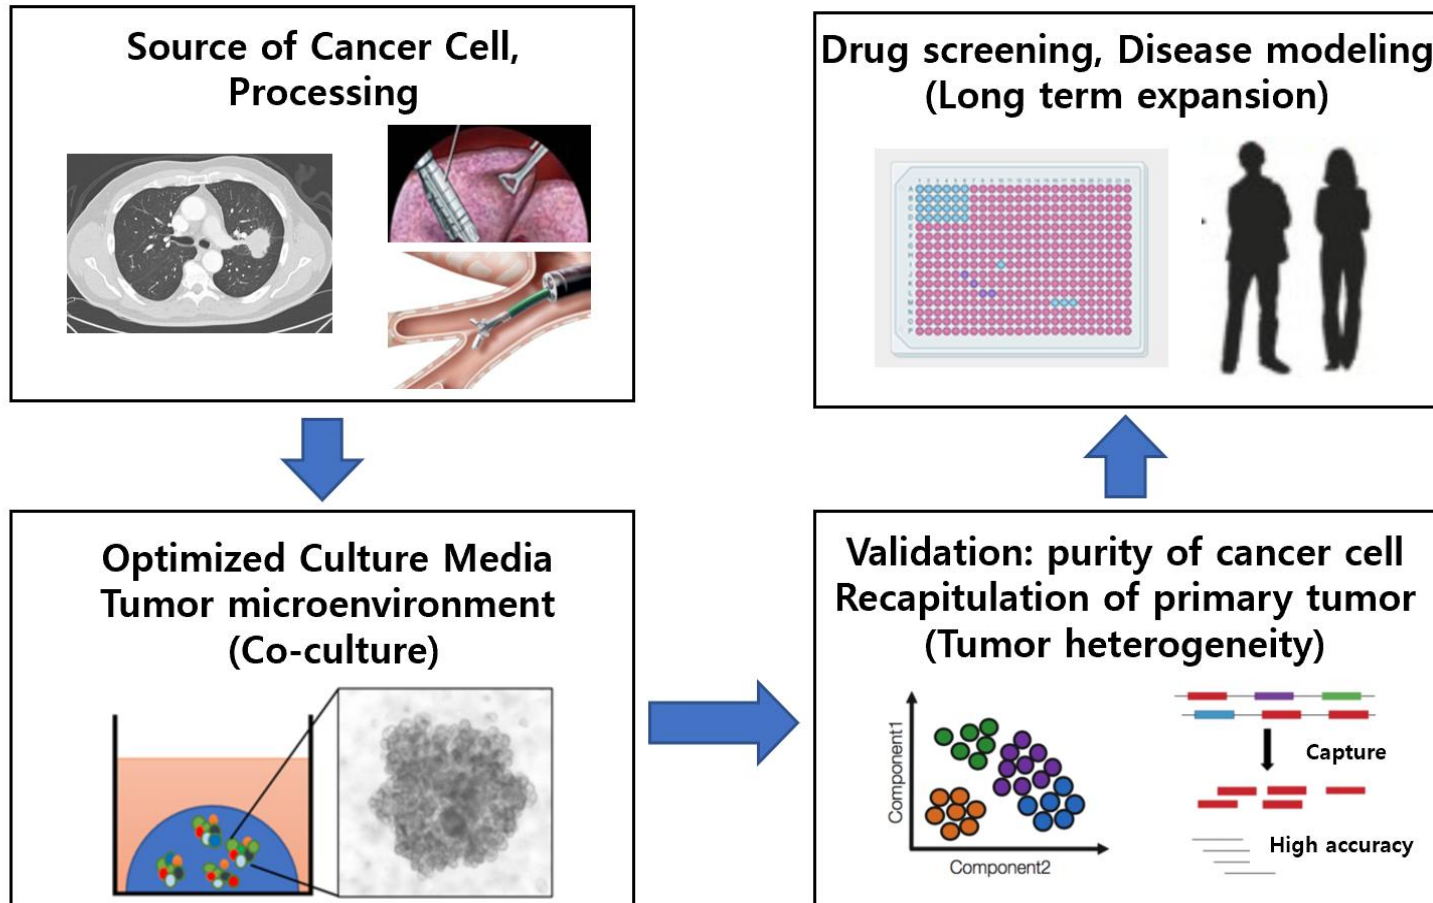 Source of Cancer Cell,
Processing
Drug screening, Disease modeling
(Long term expansion)
Optimized Culture Media
Tumor microenvironment
(Co-culture)
Validation: purity of cancer cell
Recapitulation of primary tumor
(Tumor heterogeneity)
Component1
Component2
Capture
High accuracy